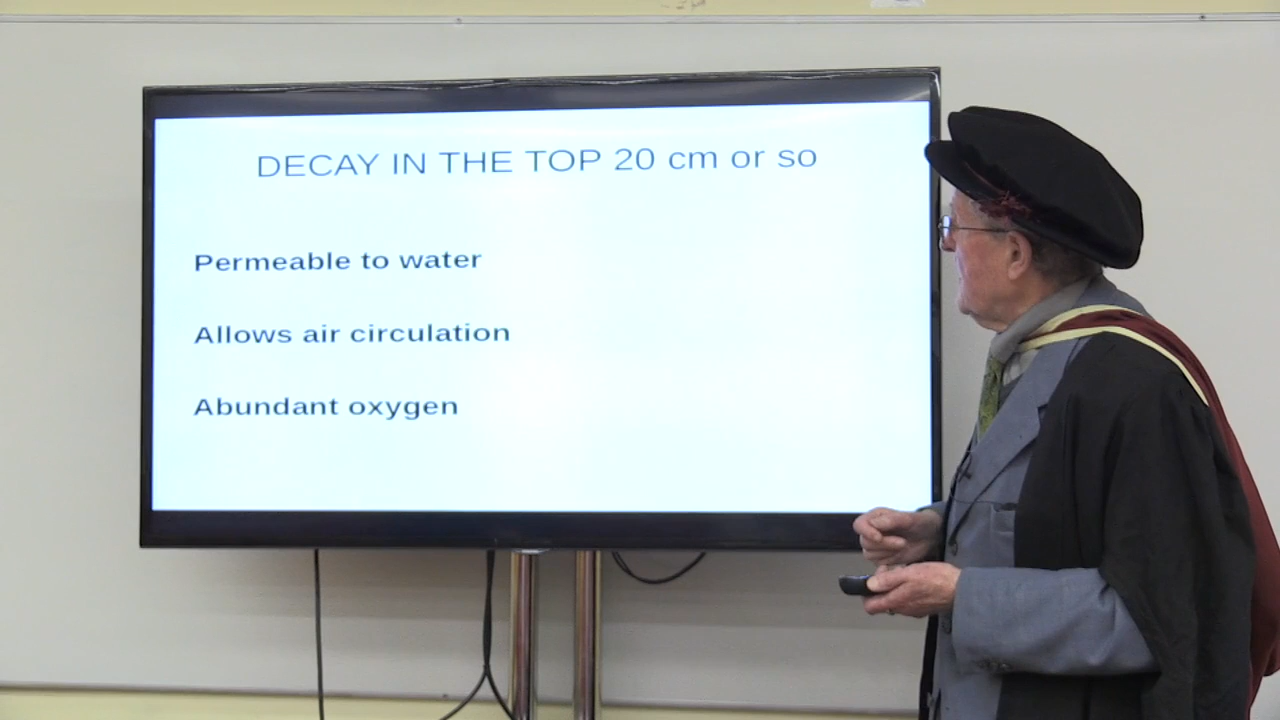 DECAY IN THE TOP 20 cm or so
Permeable to water
Allows air circulation
Abundant oxygen